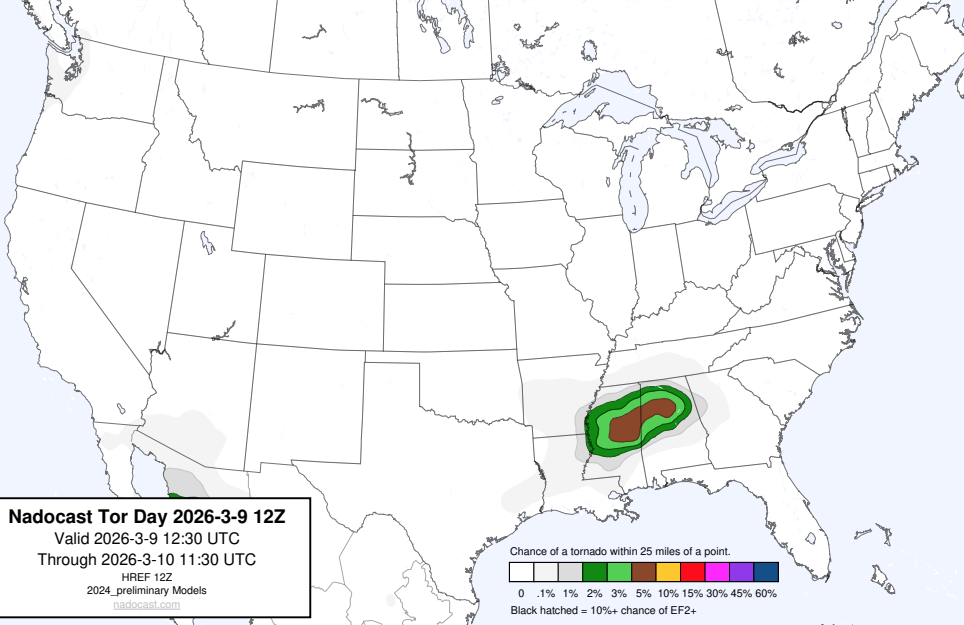 Nadocast Tor Day 2026-3-9 12Z
Valid 2026-3-9 12:30 UTC
Through 2026-3-10 11:30 UTC
HREF 12Z
2024_preliminary Models
nadocast.com
Chance of a tornado within 25 miles of a point.
0 .1% 1% 2% 3% 5% 10% 15% 30% 45% 60%
Black hatched = 10%+ chance of EF2+